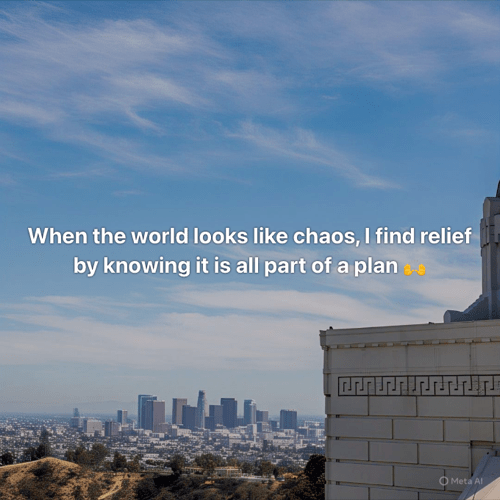 When the world looks like chaos, I find relief
by knowing it is all part of a plan 🙌
Meta AI